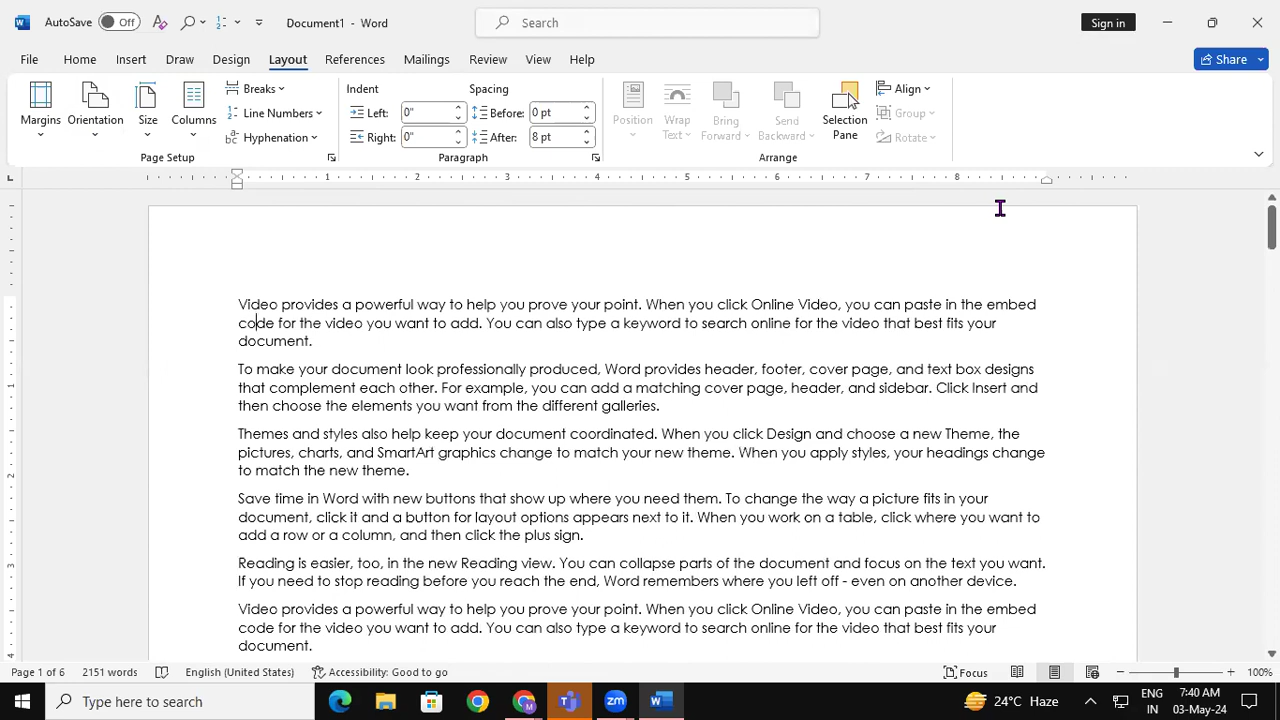 AutoSave Off Document1 - Word Search Sign in
File Home Insert Draw Design Layout References Mailings Review View Help Share
Margins Orientation Size Columns Breaks Line Numbers Hyphenation
Page Setup
Indent Spacing
Left: 0" Before: 0 pt
Right: 0" After: 8 pt
Paragraph
Position Wrap Text Bring Forward Send Backward Selection Pane Align Group Rotate
Arrange
1 2 3 4 5 6 7 8
Video provides a powerful way to help you prove your point. When you click Online Video, you can paste in the embed
code for the video you want to add. You can also type a keyword to search online for the video that best fits your
document.
To make your document look professionally produced, Word provides header, footer, cover page, and text box designs
that complement each other. For example, you can add a matching cover page, header, and sidebar. Click Insert and
then choose the elements you want from the different galleries.
Themes and styles also help keep your document coordinated. When you click Design and choose a new Theme, the
pictures, charts, and SmartArt graphics change to match your new theme. When you apply styles, your headings change
to match the new theme.
Save time in Word with new buttons that show up where you need them. To change the way a picture fits in your
document, click it and a button for layout options appears next to it. When you work on a table, click where you want to
add a row or a column, and then click the plus sign.
Reading is easier, too, in the new Reading view. You can collapse parts of the document and focus on the text you want.
If you need to stop reading before you reach the end, Word remembers where you left off - even on another device.
Video provides a powerful way to help you prove your point. When you click Online Video, you can paste in the embed
code for the video you want to add. You can also type a keyword to search online for the video that best fits your
document.
1
2
3
4
Page 1 of 6 2151 words English (United States) Accessibility: Good to go Focus 100%
Type here to search 24°C Haze ENG IN 7:40 AM 03-May-24